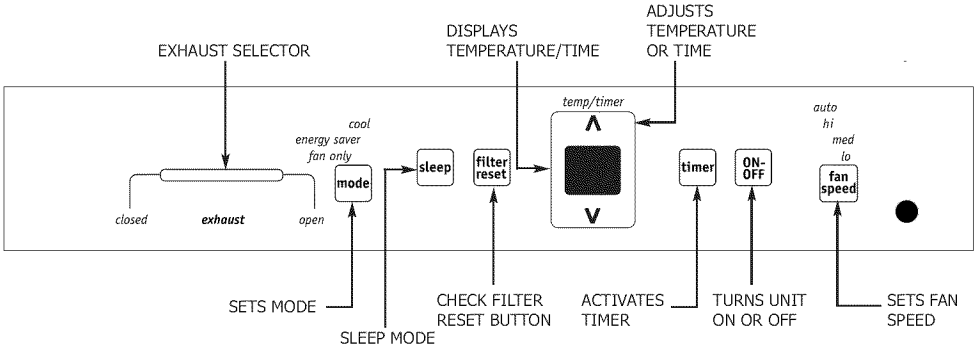 EXHAUST SELECTOR
DISPLAYS
TEMPERATURE/TIME
ADJUSTS
TEMPERATURE
OR TIME
temp/timer
cool
energy saver
fan only
mode
sleep
filter
reset
timer
ON-
OFF
auto
hi
med
lo
fan
speed
closed
exhaust
open
SETS MODE
SLEEP MODE
CHECK FILTER
RESET BUTTON
ACTIVATES
TIMER
TURNS UNIT
ON OR OFF
SETS FAN
SPEED